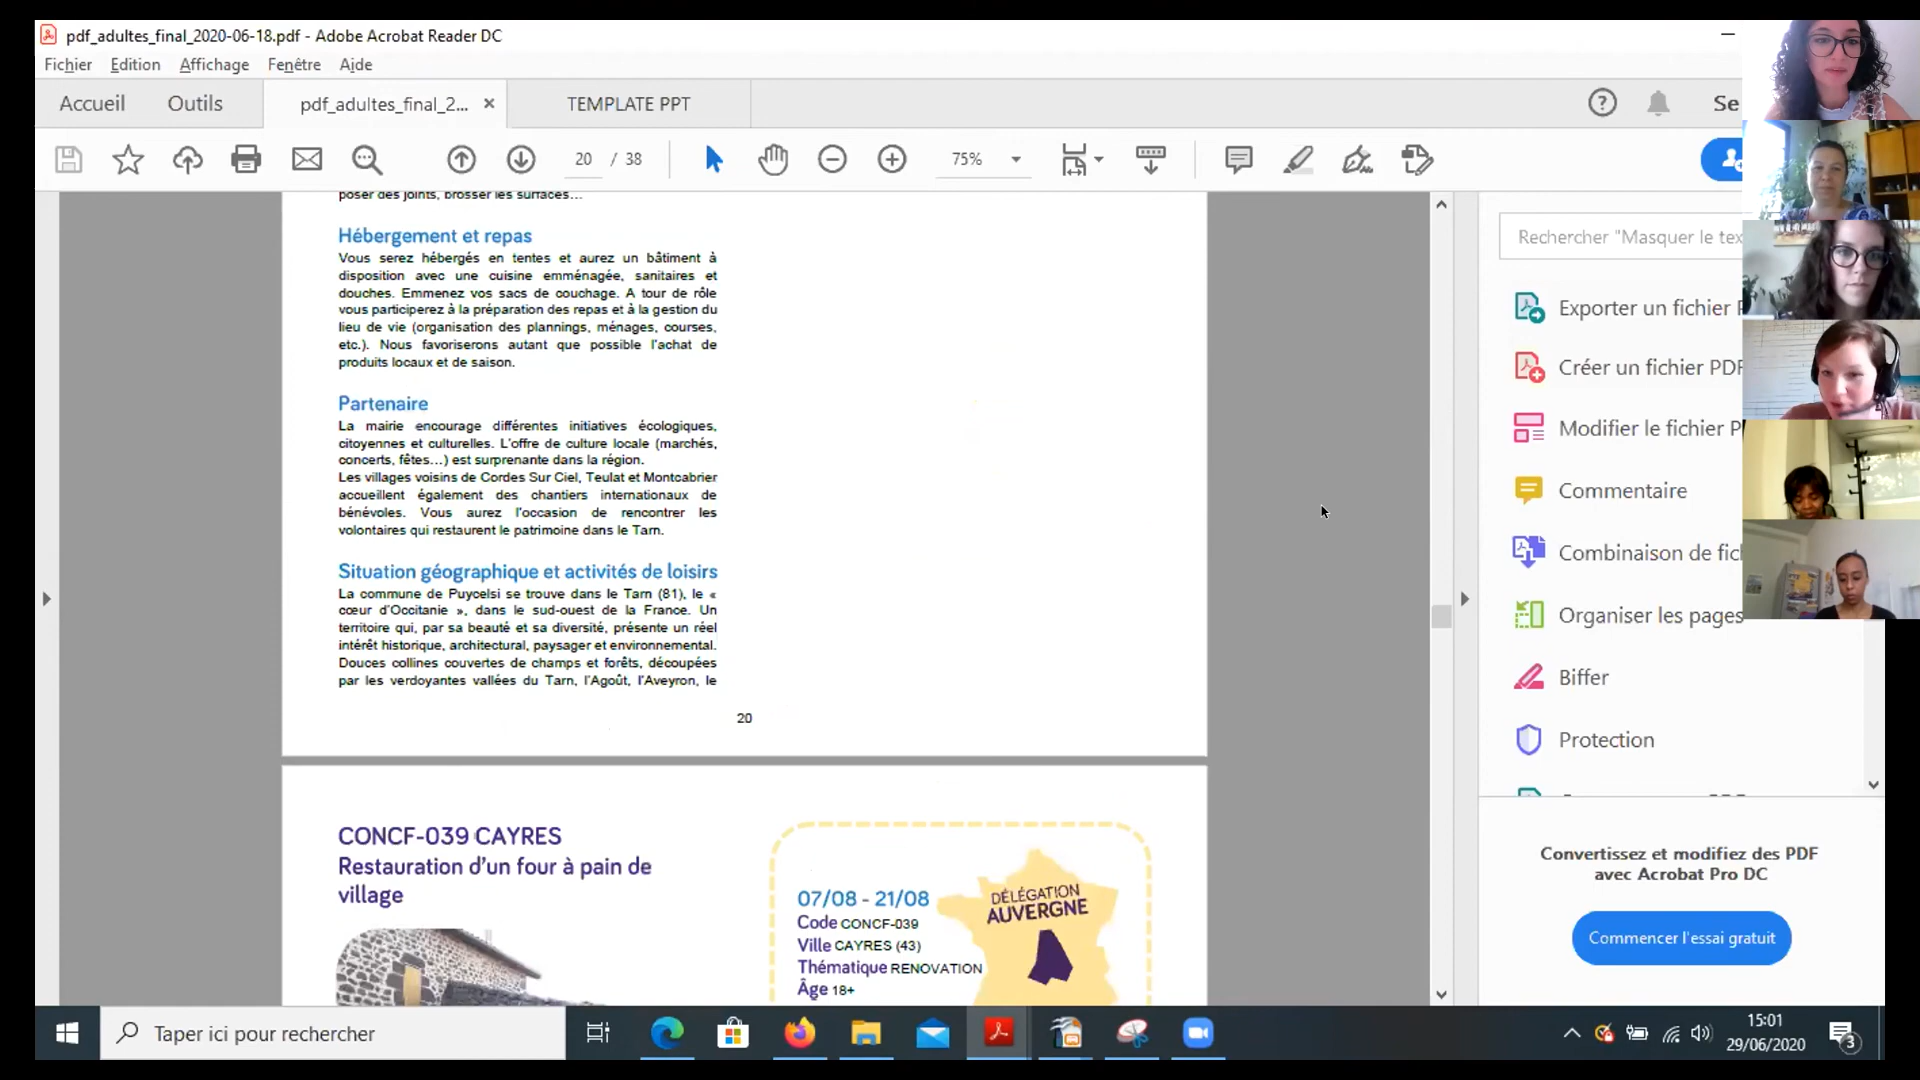 pdf_adultes_final_2020-06-18.pdf - Adobe Acrobat Reader DC
Fichier Edition Affichage Fenêtre Aide
Accueil Outils pdf_adultes_final_2... TEMPLATE PPT Se
20 / 38 75%
poser des joints, brosser les surfaces...
Hébergement et repas
Vous serez hébergés en tentes et aurez un bâtiment à
disposition avec une cuisine emménagée, sanitaires et
douches. Emmenez vos sacs de couchage. A tour de rôle
vous participerez à la préparation des repas et à la gestion du
lieu de vie (organisation des plannings, ménages, courses,
etc.). Nous favoriserons autant que possible l'achat de
produits locaux et de saison.
Partenaire
La mairie encourage différentes initiatives écologiques,
citoyennes et culturelles. L'offre de culture locale (marchés,
concerts, fêtes...) est surprenante dans la région.
Les villages voisins de Cordes Sur Ciel, Teulat et Montcabrier
accueillent également des chantiers internationaux de
bénévoles. Vous aurez l'occasion de rencontrer les
volontaires qui restaurent le patrimoine dans le Tarn.
Situation géographique et activités de loisirs
La commune de Puycelsi se trouve dans le Tarn (81), le «
cœur d'Occitanie », dans le sud-ouest de la France. Un
territoire qui, par sa beauté et sa diversité, présente un réel
intérêt historique, architectural, paysager et environnemental.
Douces collines couvertes de champs et forêts, découpées
par les verdoyantes vallées du Tarn, l'Agoût, l'Aveyron, le
20
CONCF-039 CAYRES
Restauration d'un four à pain de
village
07/08 - 21/08
Code CONCF-039
Ville CAYRES (43)
Thématique RENOVATION
Âge 18+
DÉLÉGATION
AUVERGNE
Rechercher "Masquer le tex
Exporter un fichier P
Créer un fichier PDF
Modifier le fichier P
Commentaire
Combinaison de fich
Organiser les pages
Biffer
Protection
Convertissez et modifiez des PDF
avec Acrobat Pro DC
Commencer l'essai gratuit
Taper ici pour rechercher
15:01
29/06/2020
3